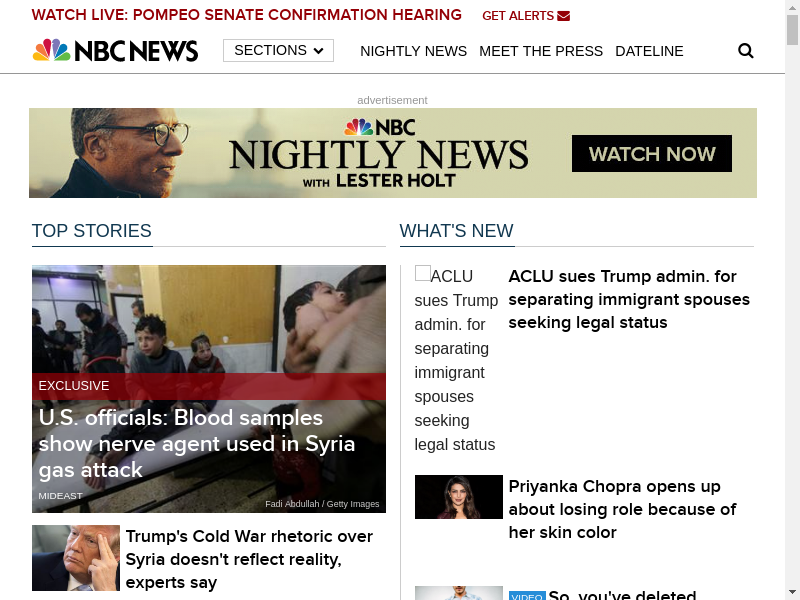 WATCH LIVE: POMPEO SENATE CONFIRMATION HEARING GET ALERTS
NBC NEWS SECTIONS NIGHTLY NEWS MEET THE PRESS DATELINE
advertisement
NBC
NIGHTLY NEWS
WITH LESTER HOLT
WATCH NOW
TOP STORIES
EXCLUSIVE
U.S. officials: Blood samples
show nerve agent used in Syria
gas attack
MIDEAST
Fadi Abdullah / Getty Images
Trump's Cold War rhetoric over
Syria doesn't reflect reality,
experts say
WHAT'S NEW
ACLU
sues Trump
admin. for
separating
immigrant
spouses
seeking
legal status
ACLU sues Trump admin. for
separating immigrant spouses
seeking legal status
Priyanka Chopra opens up
about losing role because of
her skin color
VIDEO So, you've deleted